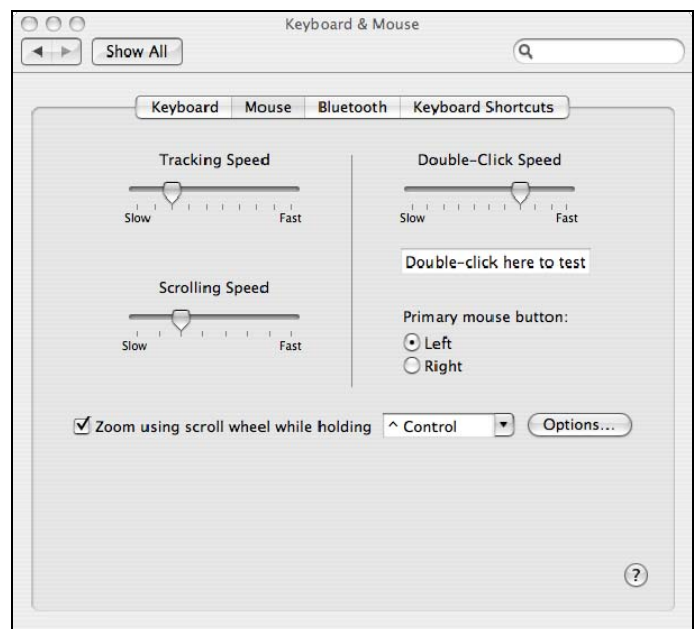 Keyboard & Mouse
Show All
Keyboard Mouse Bluetooth Keyboard Shortcuts
Tracking Speed
Slow Fast
Double-Click Speed
Slow Fast
Double-click here to test
Scrolling Speed
Slow Fast
Primary mouse button:
Left
Right
Zoom using scroll wheel while holding ^ Control Options...
?